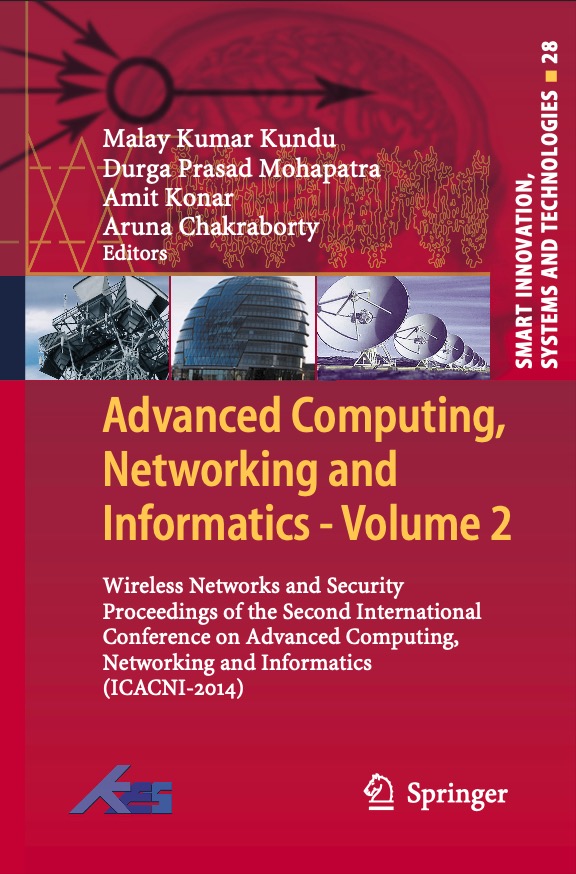 Malay Kumar Kundu
Durga Prasad Mohapatra
Amit Konar
Aruna Chakraborty
Editors
SMART INNOVATION,
SYSTEMS AND TECHNOLOGIES ■ 28
Advanced Computing,
Networking and
Informatics - Volume 2
Wireless Networks and Security
Proceedings of the Second International
Conference on Advanced Computing,
Networking and Informatics
(ICACNI-2014)
KES
Springer